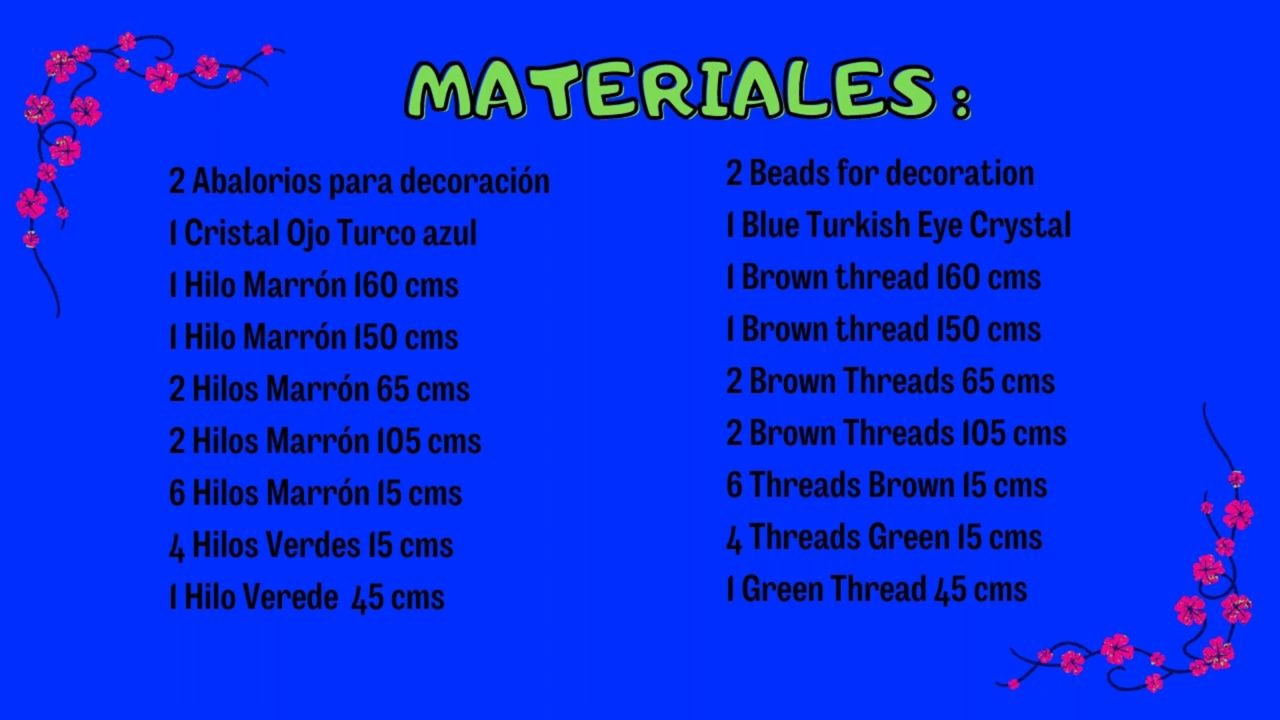 MATERIALES :
2 Abalorios para decoración
1 Cristal Ojo Turco azul
1 Hilo Marrón 160 cms
1 Hilo Marrón 150 cms
2 Hilos Marrón 65 cms
2 Hilos Marrón 105 cms
6 Hilos Marrón 15 cms
4 Hilos Verdes 15 cms
1 Hilo Verede 45 cms
2 Beads for decoration
1 Blue Turkish Eye Crystal
1 Brown thread 160 cms
1 Brown thread 150 cms
2 Brown Threads 65 cms
2 Brown Threads 105 cms
6 Threads Brown 15 cms
4 Threads Green 15 cms
1 Green Thread 45 cms